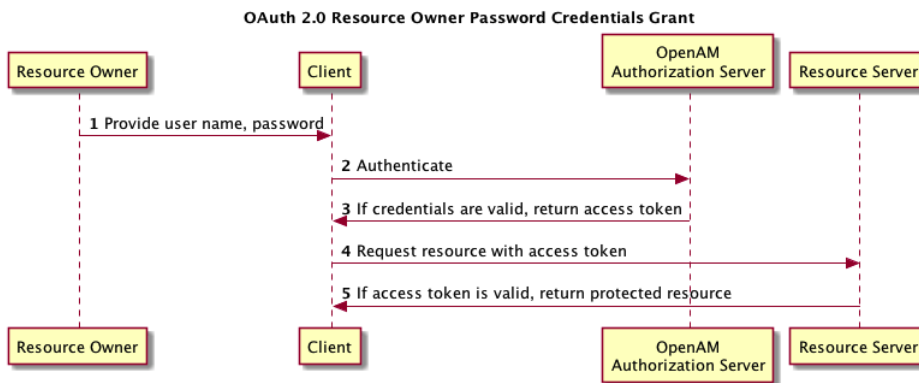 OAuth 2.0 Resource Owner Password Credentials Grant
Resource Owner
Client
OpenAM
Authorization Server
Resource Server
1 Provide user name, password
2 Authenticate
3 If credentials are valid, return access token
4 Request resource with access token
5 If access token is valid, return protected resource
Resource Owner
Client
OpenAM
Authorization Server
Resource Server